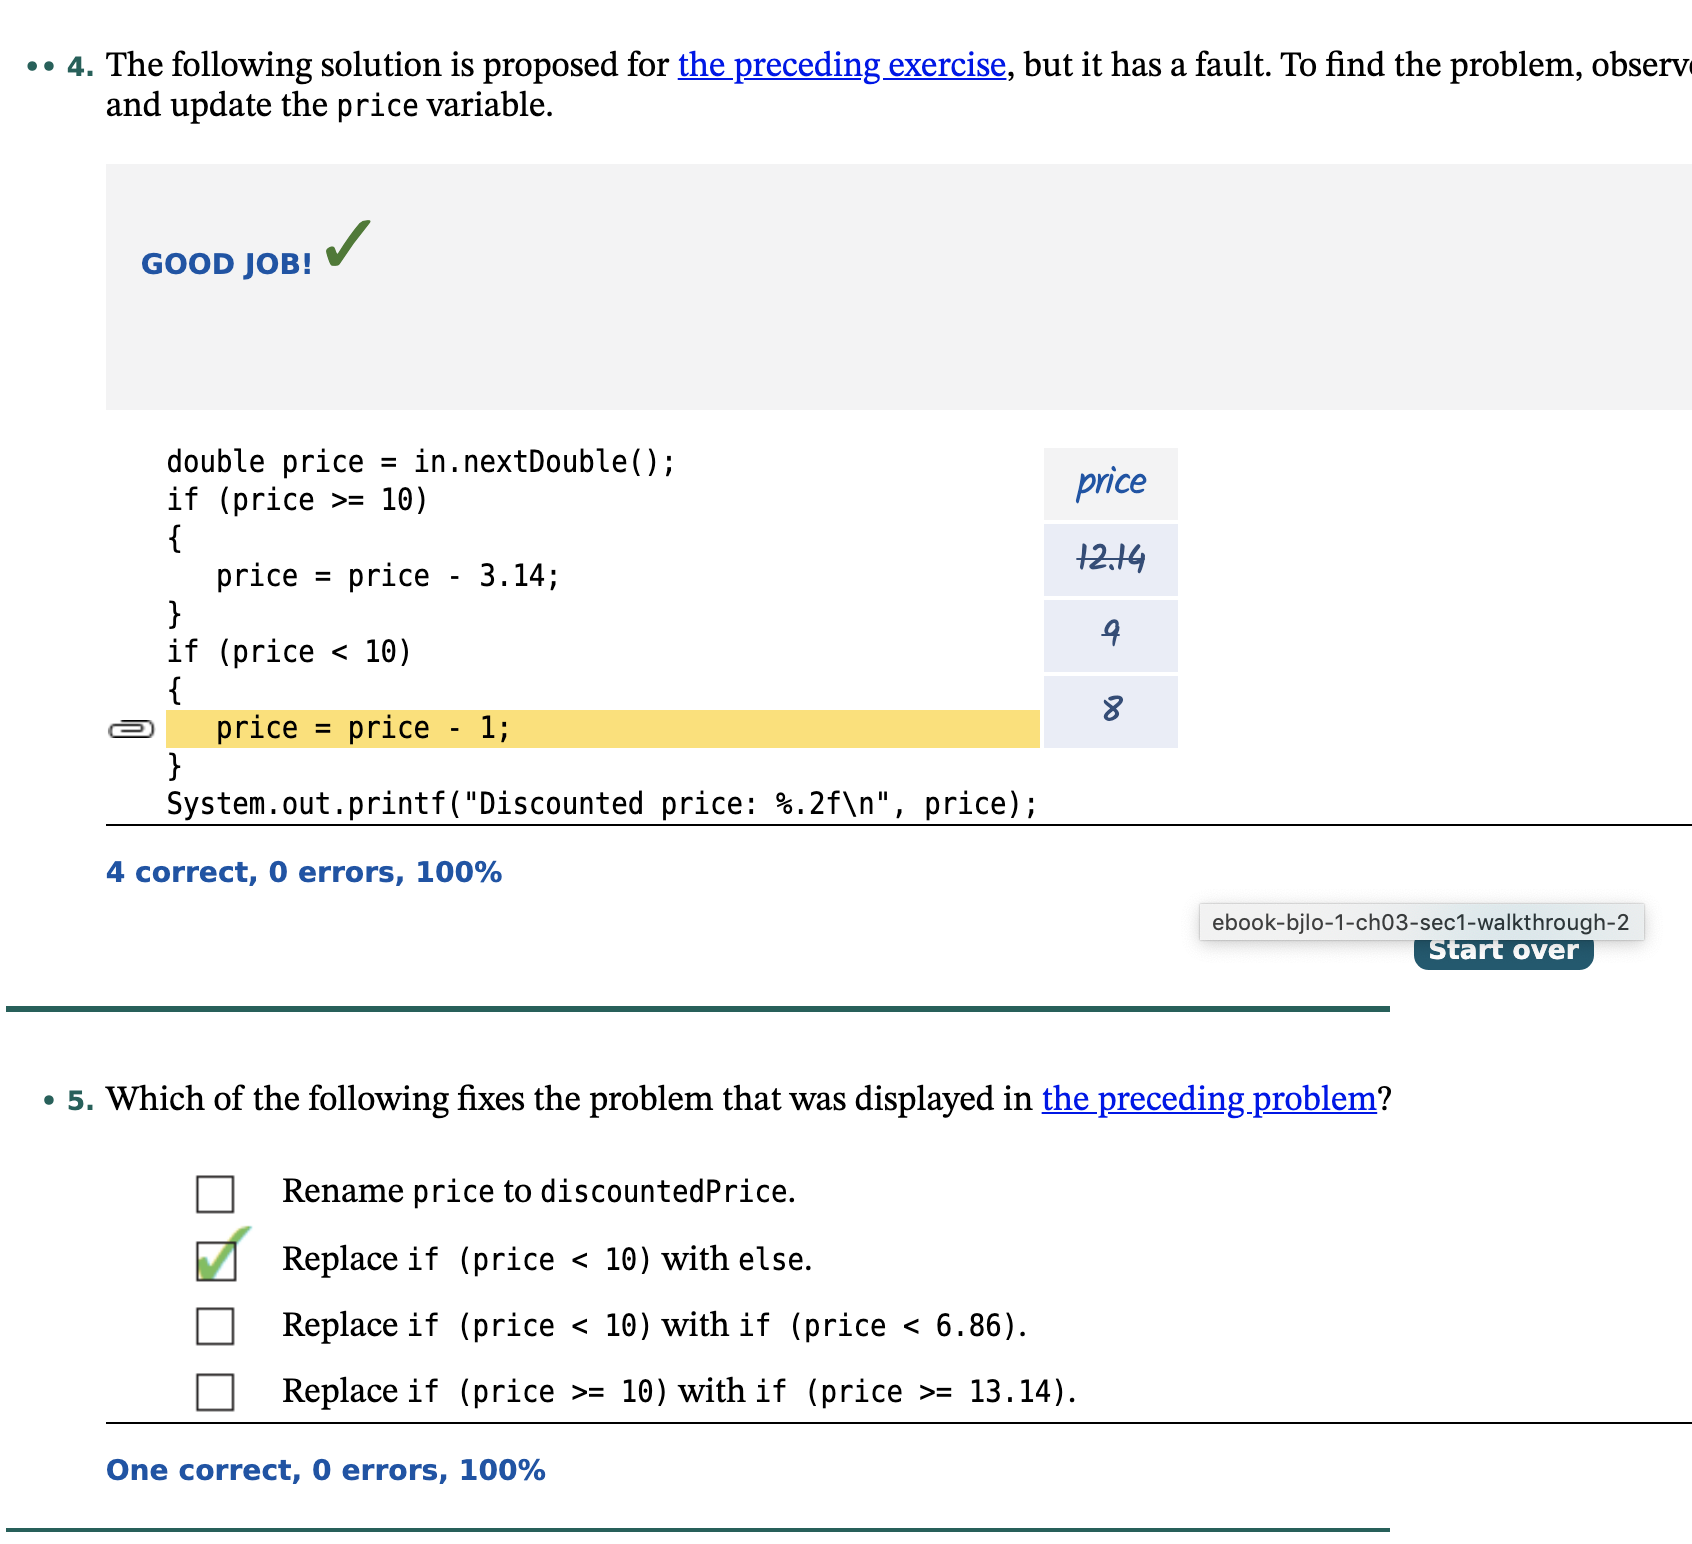 •• 4. The following solution is proposed for the preceding exercise, but it has a fault. To find the problem, observ
and update the price variable.
GOOD JOB!
double price = in.nextDouble();
if (price >= 10)
{
   price = price - 3.14;
}
if (price < 10)
{
   price = price - 1;
}
System.out.printf("Discounted price: %.2f\n", price);
price
12.14
9
8
4 correct, 0 errors, 100%
ebook-bjlo-1-ch03-sec1-walkthrough-2
Start over
• 5. Which of the following fixes the problem that was displayed in the preceding problem?
Rename price to discountedPrice.
Replace if (price < 10) with else.
Replace if (price < 10) with if (price < 6.86).
Replace if (price >= 10) with if (price >= 13.14).
One correct, 0 errors, 100%